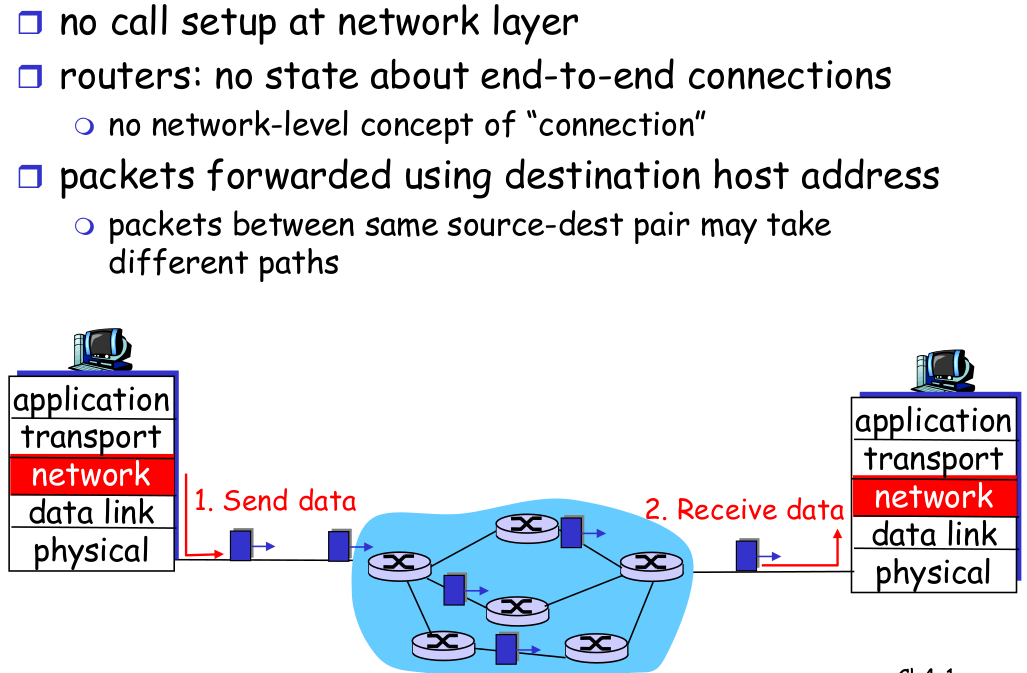 no call setup at network layer
routers: no state about end-to-end connections
no network-level concept of “connection”
packets forwarded using destination host address
packets between same source-dest pair may take
different paths
application
transport
network
data link
physical
1. Send data
2. Receive data
application
transport
network
data link
physical